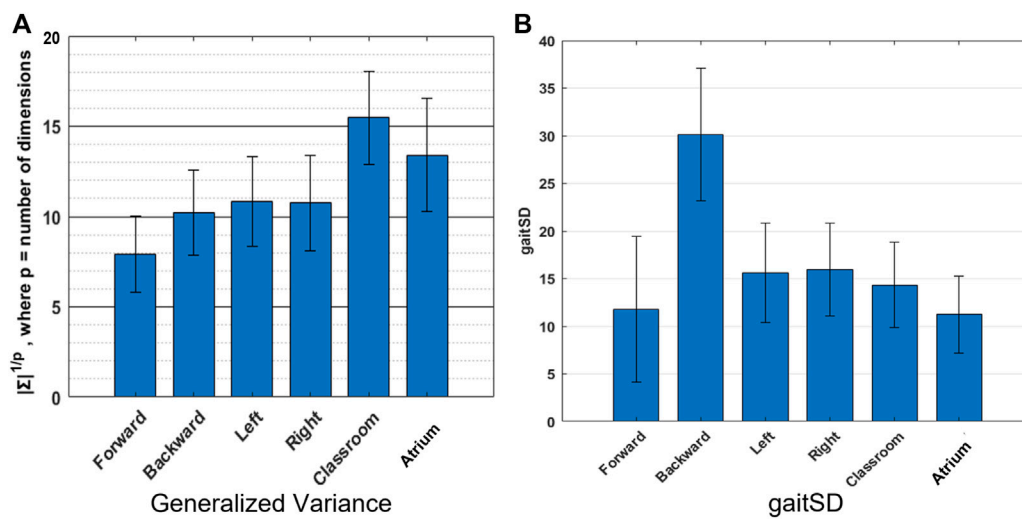 A
|Σ|^1/p , where p = number of dimensions
20
15
10
5
0
Forward
Backward
Left
Right
Classroom
Atrium
Generalized Variance
B
gaitSD
40
35
30
25
20
15
10
5
0
Forward
Backward
Left
Right
Classroom
Atrium
gaitSD